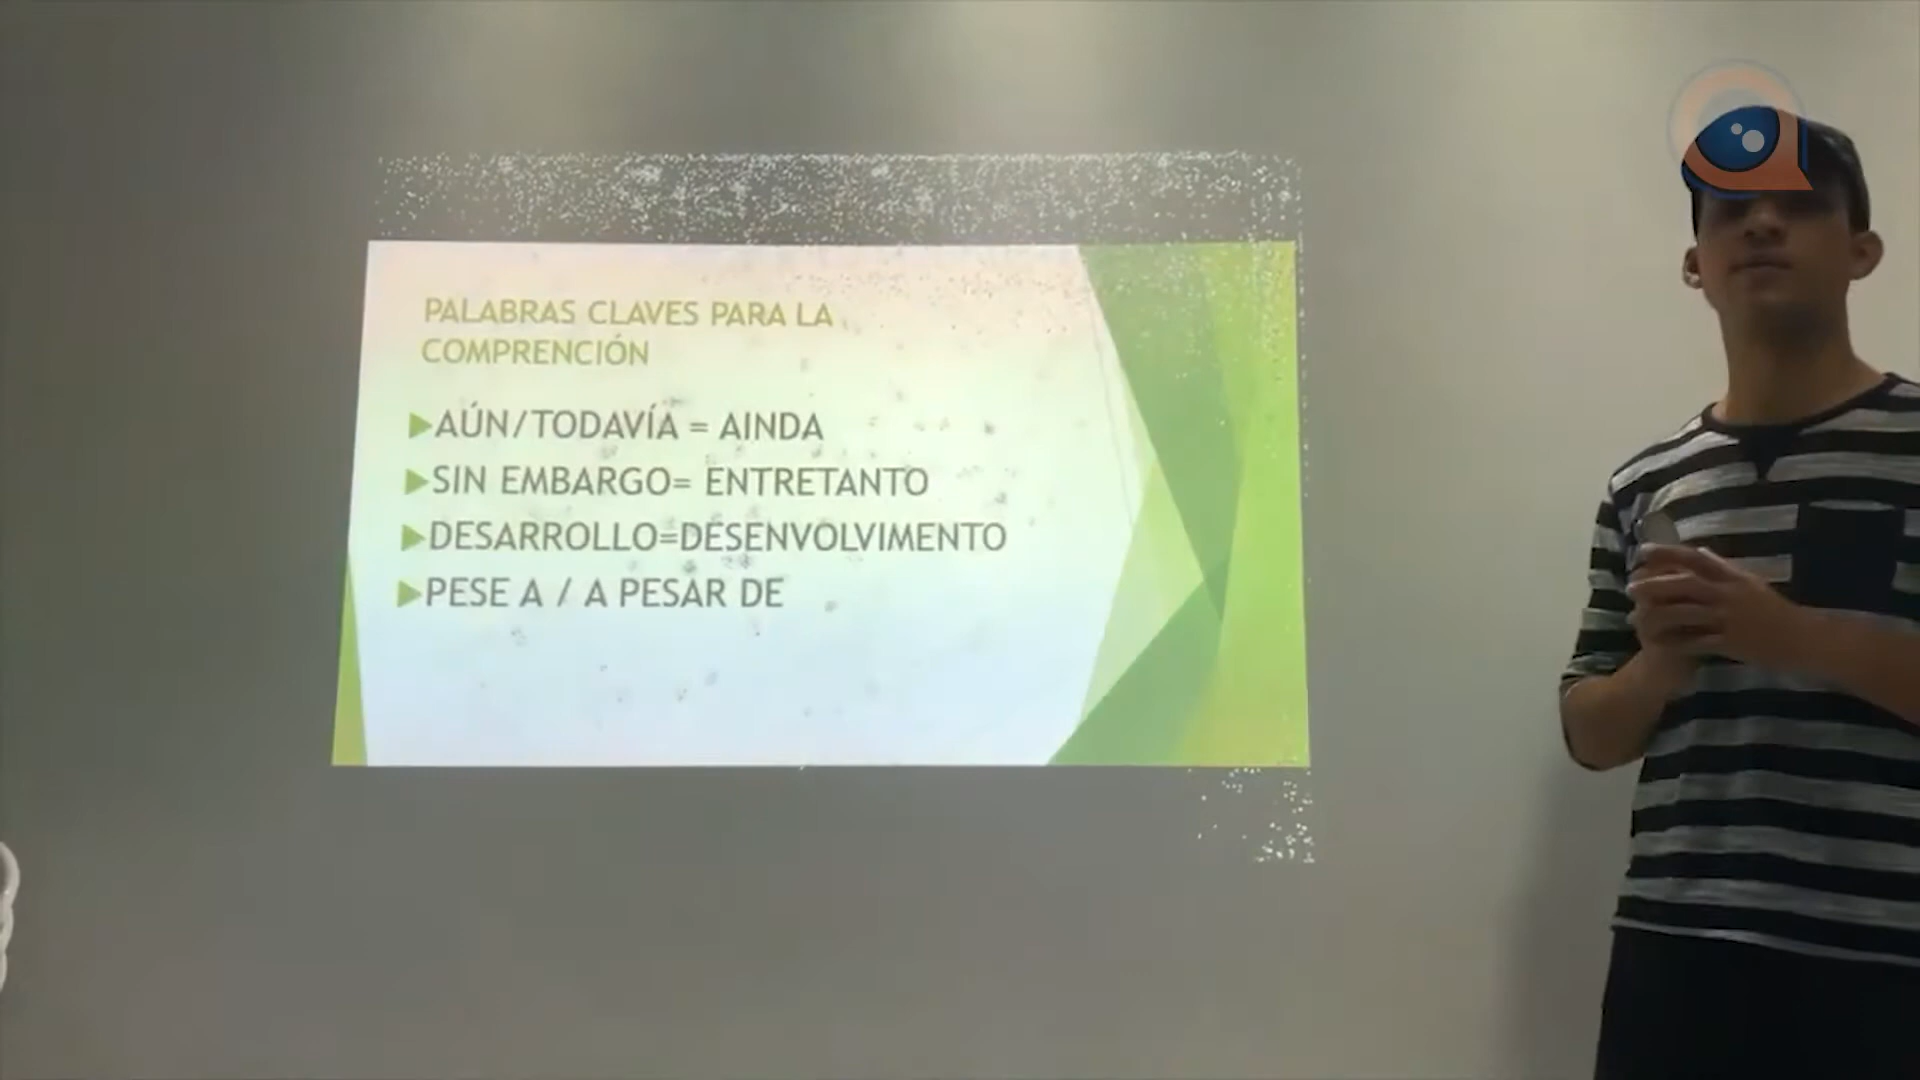 PALABRAS CLAVES PARA LA
COMPRENCIÓN
AÚN/TODAVÍA = AINDA
SIN EMBARGO= ENTRETANTO
DESARROLLO=DESENVOLVIMENTO
PESE A / A PESAR DE